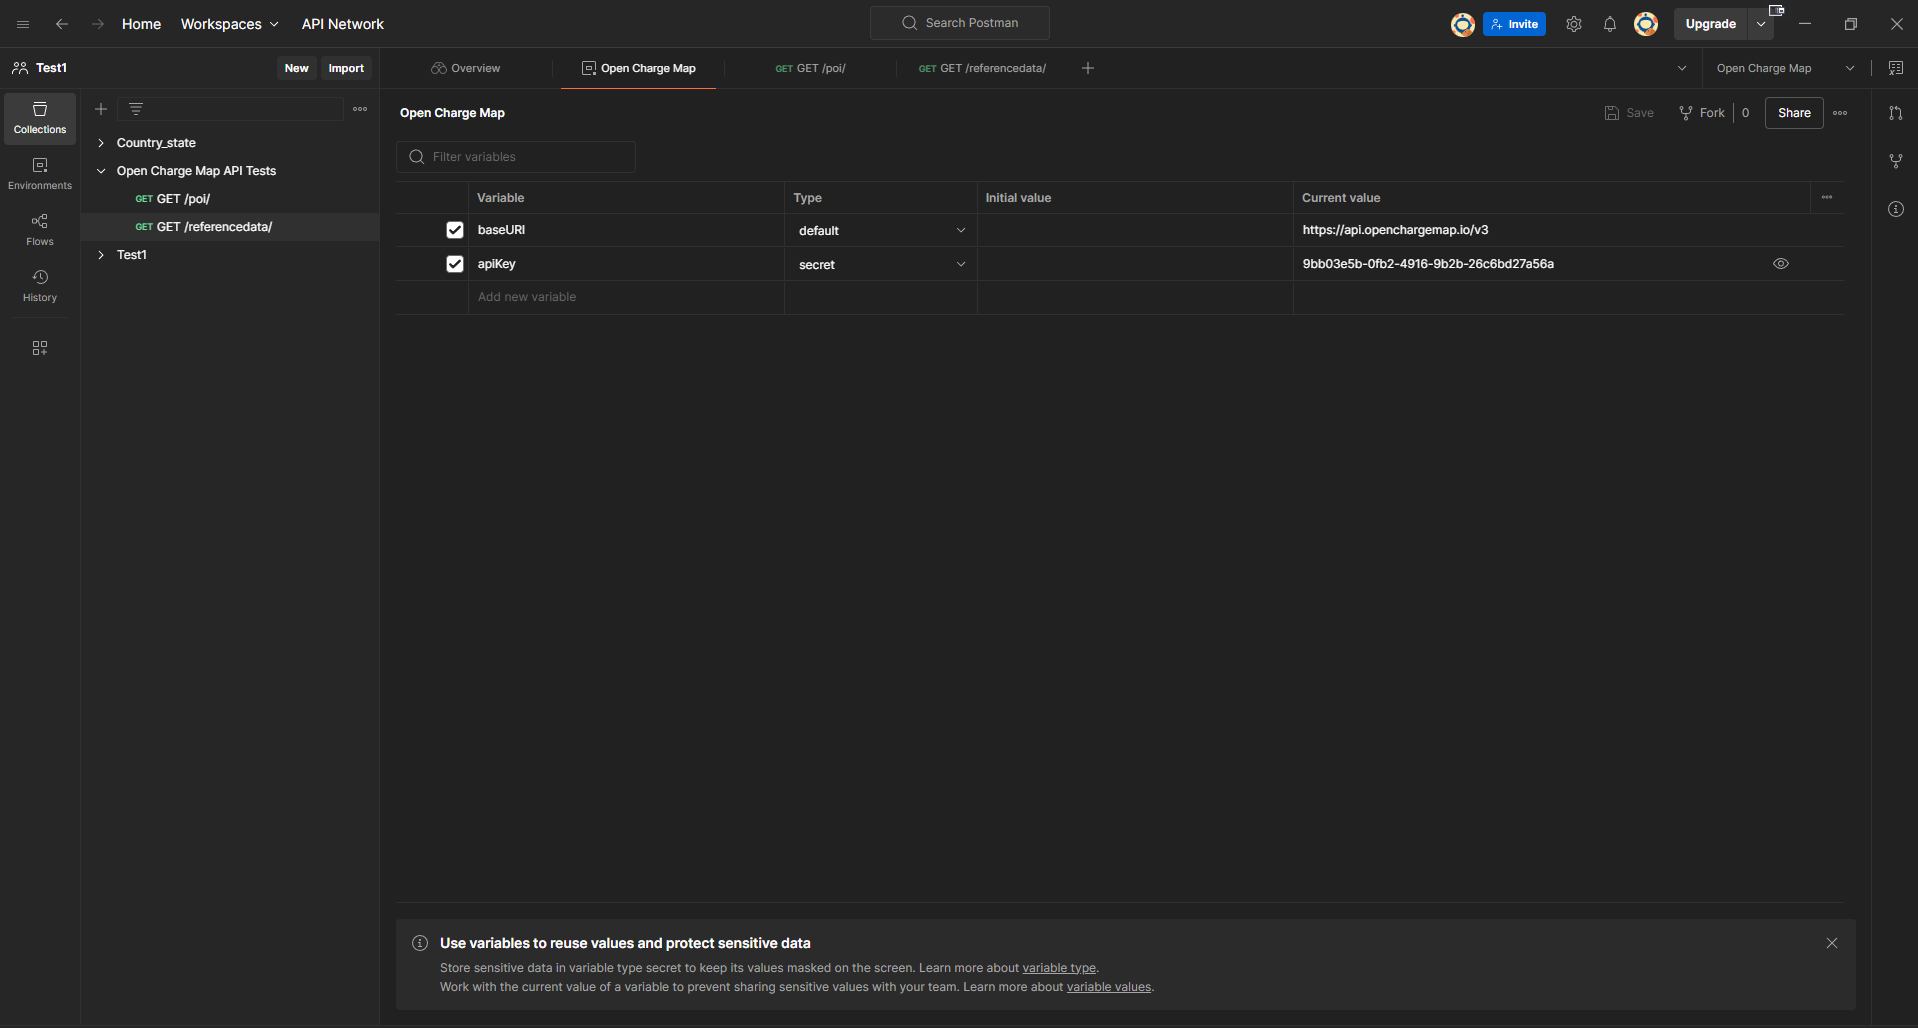 Home Workspaces API Network Search Postman Invite Upgrade
Test1 New Import Overview Open Charge Map GET GET /poi/ GET GET /referencedata/ Open Charge Map
Collections
Environments
Flows
History
Country_state
Open Charge Map API Tests
GET GET /poi/
GET GET /referencedata/
Test1
Open Charge Map Save Fork 0 Share
Filter variables
Variable Type Initial value Current value
baseURI default https://api.openchargemap.io/v3
apiKey secret 9bb03e5b-0fb2-4916-9b2b-26c6bd27a56a
Add new variable
Use variables to reuse values and protect sensitive data
Store sensitive data in variable type secret to keep its values masked on the screen. Learn more about variable type.
Work with the current value of a variable to prevent sharing sensitive values with your team. Learn more about variable values.